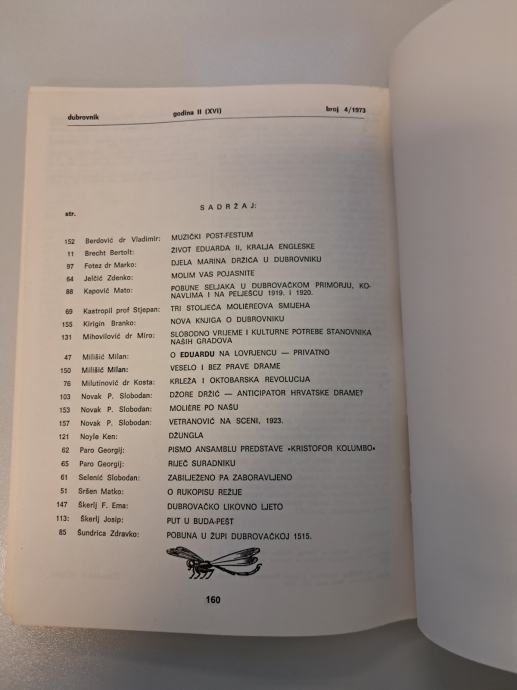 dubrovnik godina II (XVI) broj 4/1973
SADRŽAJ:
str.
152 Berdović dr Vladimir: MUZIČKI POST-FESTUM
11 Brecht Bertolt: ŽIVOT EDUARDA II, KRALJA ENGLESKE
97 Fotez dr Marko: DJELA MARINA DRŽIĆA U DUBROVNIKU
64 Jelčić Zdenko: MOLIM VAS POJASNITE
88 Kapović Mato: POBUNE SELJAKA U DUBROVAČKOM PRIMORJU, KO-
NAVLIMA I NA PELJEŠCU 1919. I 1920.
69 Kastropil prof Stjepan: TRI STOLJEĆA MOLIÈREOVA SMIJEHA
155 Kirigin Branko: NOVA KNJIGA O DUBROVNIKU
131 Mihovilović dr Miro: SLOBODNO VRIJEME I KULTURNE POTREBE STANOVNIKA
NAŠIH GRADOVA
47 Milišić Milan: O EDUARDU NA LOVRJENCU — PRIVATNO
150 Milišić Milan: VESELO I BEZ PRAVE DRAME
76 Milutinović dr Kosta: KRLEŽA I OKTOBARSKA REVOLUCIJA
103 Novak P. Slobodan: DŽORE DRŽIĆ — ANTICIPATOR HRVATSKE DRAME?
153 Novak P. Slobodan: MOLIÈRE PO NAŠU
157 Novak P. Slobodan: VETRANOVIĆ NA SCENI, 1923.
121 Noyle Ken: DŽUNGLA
62 Paro Georgij: PISMO ANSAMBLU PREDSTAVE »KRISTOFOR KOLUMBO«
65 Paro Georgij: RIJEČ SURADNIKU
61 Selenić Slobodan: ZABILJEŽENO PA ZABORAVLJENO
51 Sršen Matko: O RUKOPISU REŽIJE
147 Škerlj F. Ema: DUBROVAČKO LIKOVNO LJETO
113: Škerlj Josip: PUT U BUDA-PEŠT
85 Šundrica Zdravko: POBUNA U ŽUPI DUBROVAČKOJ 1515.
160